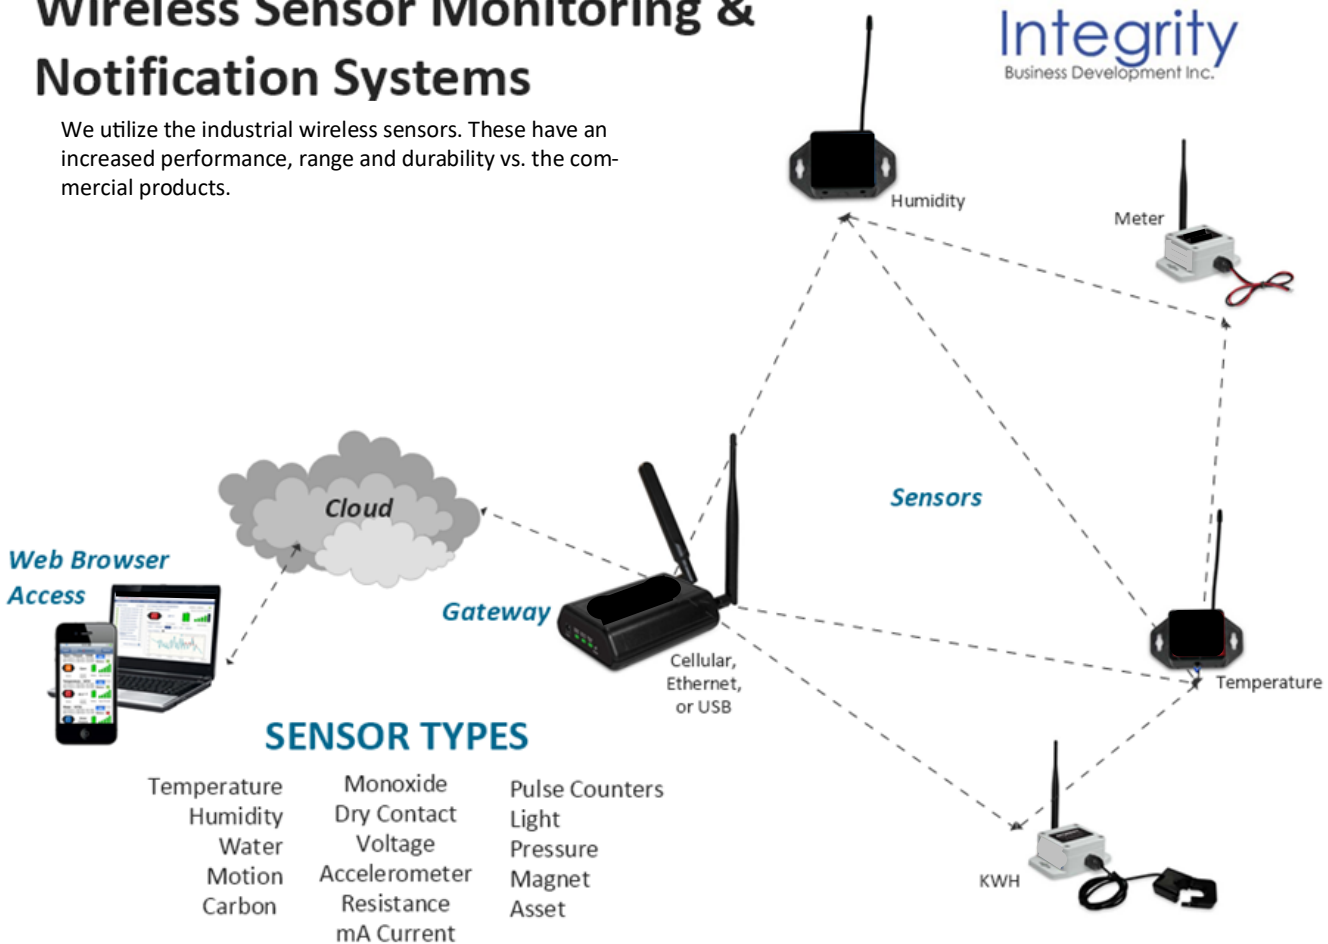 Wireless Sensor Monitoring &
Notification Systems
Integrity
Business Development Inc.
We utilize the industrial wireless sensors. These have an
increased performance, range and durability vs. the com-
mercial products.
Humidity
Meter
Cloud
Sensors
Web Browser
Access
Gateway
Cellular,
Ethernet,
or USB
Temperature
KWH
SENSOR TYPES
Temperature
Humidity
Water
Motion
Carbon
Monoxide
Dry Contact
Voltage
Accelerometer
Resistance
mA Current
Pulse Counters
Light
Pressure
Magnet
Asset